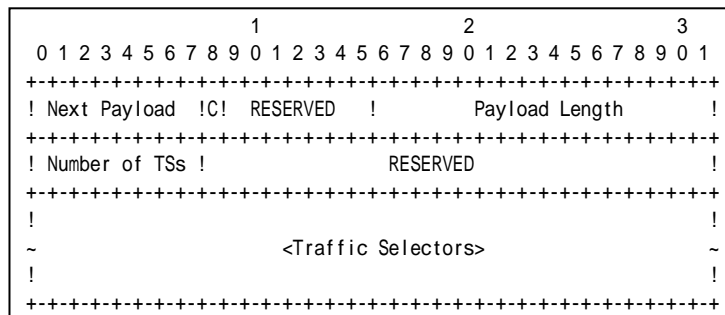 1                   2                   3
 0 1 2 3 4 5 6 7 8 9 0 1 2 3 4 5 6 7 8 9 0 1 2 3 4 5 6 7 8 9 0 1
+-+-+-+-+-+-+-+-+-+-+-+-+-+-+-+-+-+-+-+-+-+-+-+-+-+-+-+-+-+-+-+-+
! Next Payload  !C!  RESERVED   !         Payload Length        !
+-+-+-+-+-+-+-+-+-+-+-+-+-+-+-+-+-+-+-+-+-+-+-+-+-+-+-+-+-+-+-+-+
! Number of TSs !                 RESERVED                      !
+-+-+-+-+-+-+-+-+-+-+-+-+-+-+-+-+-+-+-+-+-+-+-+-+-+-+-+-+-+-+-+-+
!                                                               !
~                       <Traffic Selectors>                     ~
!                                                               !
+-+-+-+-+-+-+-+-+-+-+-+-+-+-+-+-+-+-+-+-+-+-+-+-+-+-+-+-+-+-+-+-+